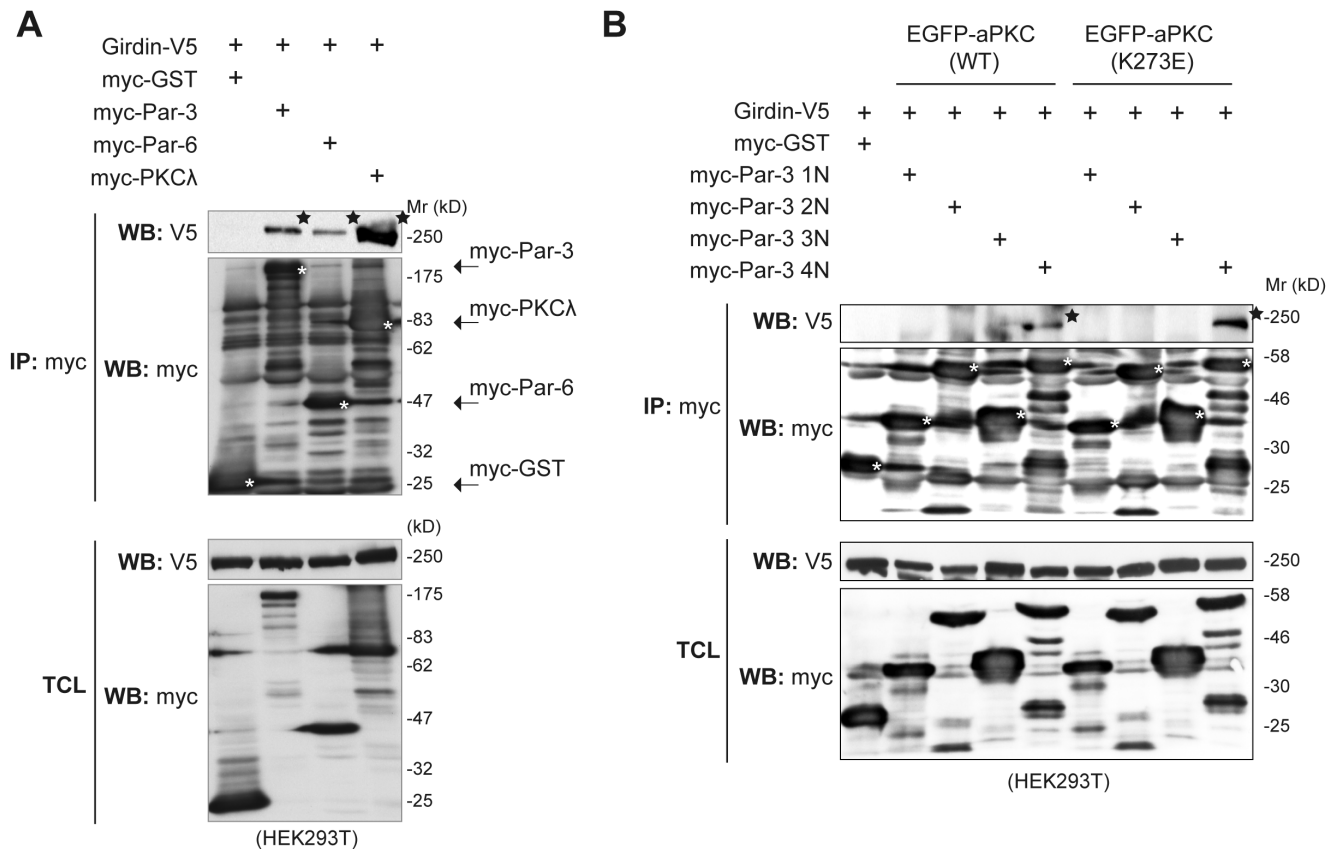 A
Girdin-V5 + + + +
myc-GST +
myc-Par-3 +
myc-Par-6 +
myc-PKCλ +
Mr (kD)
WB: V5 ★ ★ ★ -250
IP: myc
WB: myc
-175
-83
-62
-47
-32
-25
* * * *
myc-Par-3
myc-PKCλ
myc-Par-6
myc-GST
(kD)
TCL
WB: V5 -250
WB: myc
-175
-83
-62
-47
-32
-25
(HEK293T)
B
EGFP-aPKC
(WT)
EGFP-aPKC
(K273E)
Girdin-V5 + + + + + + + + +
myc-GST +
myc-Par-3 1N + +
myc-Par-3 2N + +
myc-Par-3 3N + +
myc-Par-3 4N + +
Mr (kD)
WB: V5 ★ ★ -250
IP: myc
WB: myc
-58
-46
-30
-25
* * * * * * * * *
TCL
WB: V5 -250
WB: myc
-58
-46
-30
-25
(HEK293T)